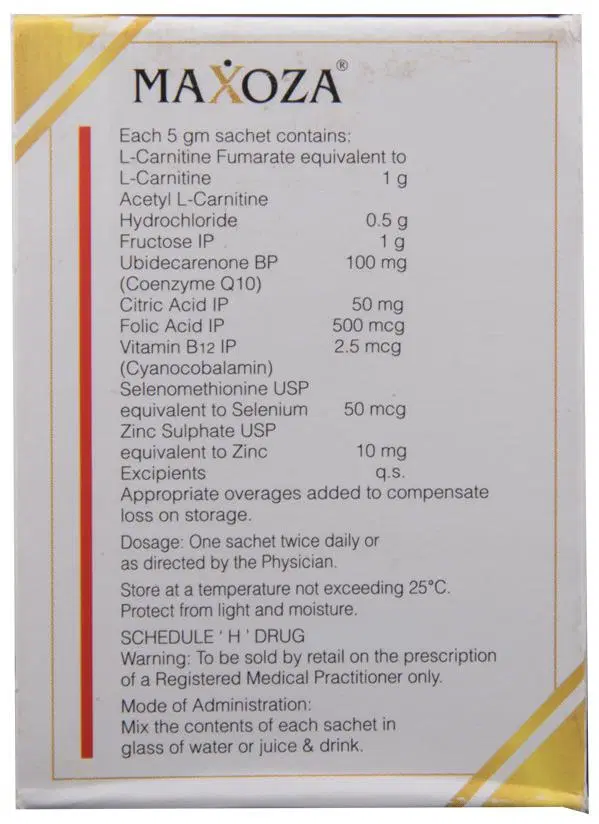 MAXOZA®
Each 5 gm sachet contains:
L-Carnitine Fumarate equivalent to
L-Carnitine 1 g
Acetyl L-Carnitine
Hydrochloride 0.5 g
Fructose IP 1 g
Ubidecarenone BP 100 mg
(Coenzyme Q10)
Citric Acid IP 50 mg
Folic Acid IP 500 mcg
Vitamin B12 IP 2.5 mcg
(Cyanocobalamin)
Selenomethionine USP
equivalent to Selenium 50 mcg
Zinc Sulphate USP
equivalent to Zinc 10 mg
Excipients q.s.
Appropriate overages added to compensate
loss on storage.
Dosage: One sachet twice daily or
as directed by the Physician.
Store at a temperature not exceeding 25°C.
Protect from light and moisture.
SCHEDULE ' H ' DRUG
Warning: To be sold by retail on the prescription
of a Registered Medical Practitioner only.
Mode of Administration:
Mix the contents of each sachet in
glass of water or juice & drink.